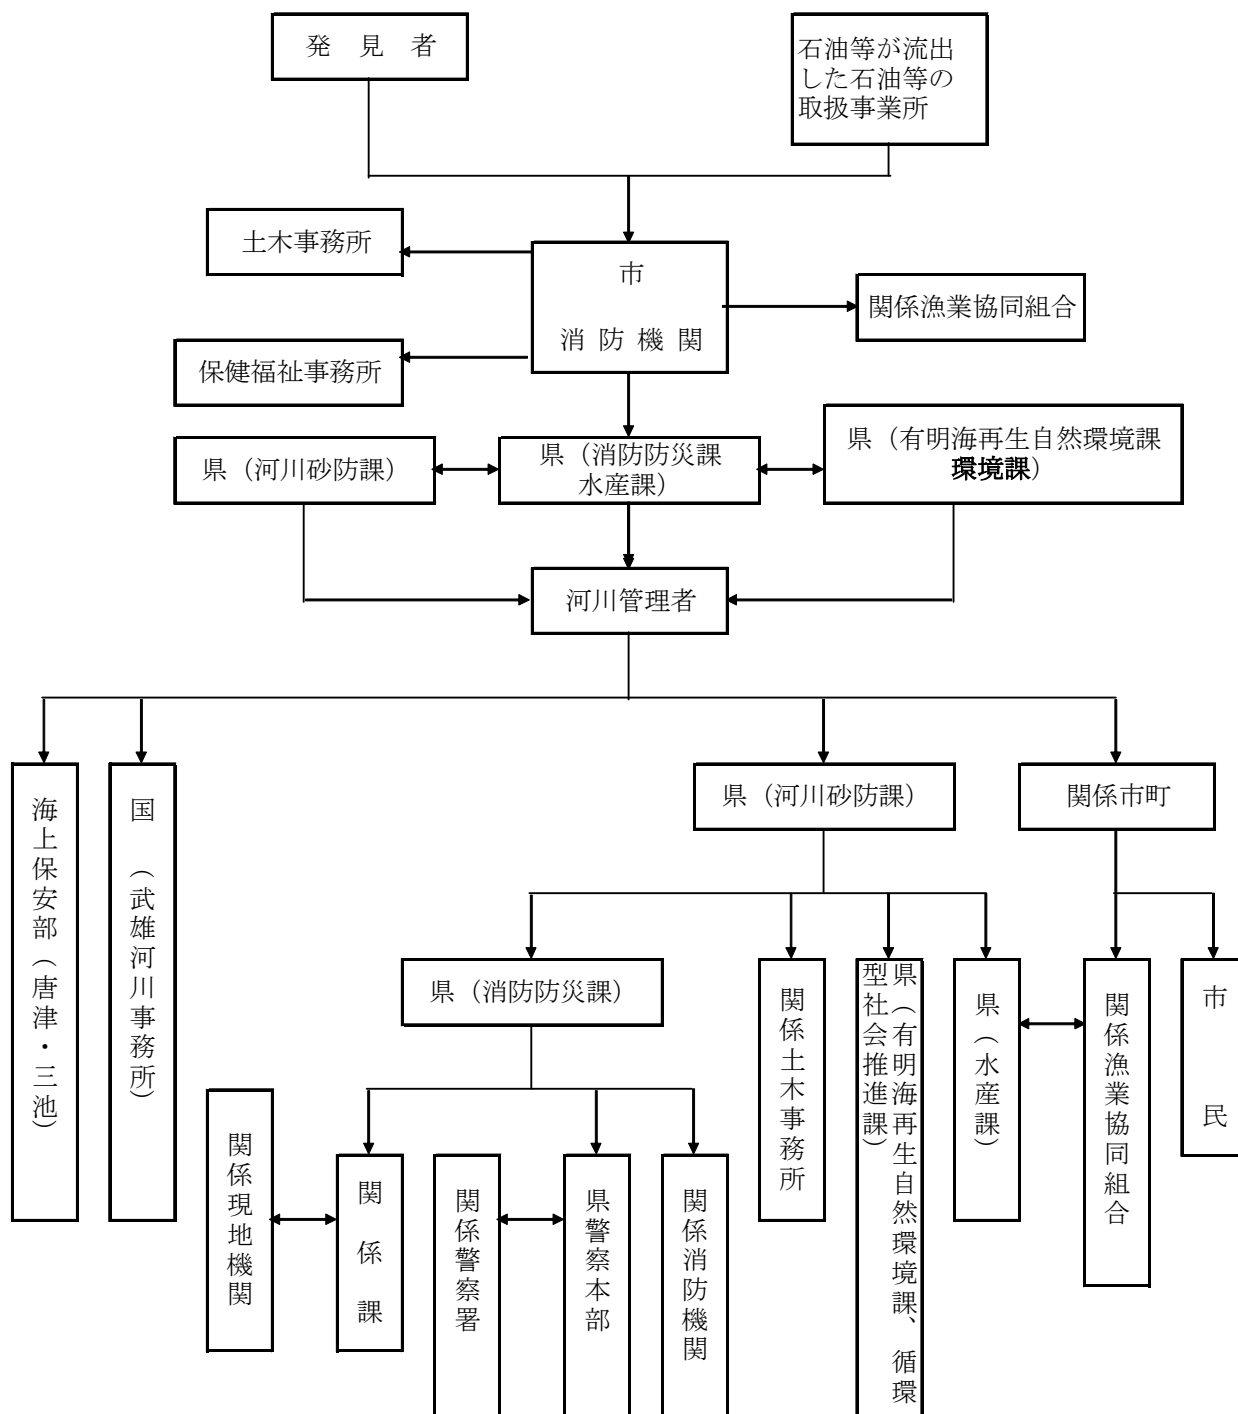 発見者
石油等が流出
した石油等の
取扱事業所
土木事務所
市
消防機関
関係漁業協同組合
保健福祉事務所
県（河川砂防課）
県（消防防災課
水産課）
県（有明海再生自然環境課
環境課）
河川管理者
海上保安部（唐津・三池）
国（武雄河川事務所）
県（河川砂防課）
関係市町
県（消防防災課）
関係土木事務所
県（有明海再生自然環境課、循環
型社会推進課）
県（水産課）
関係漁業協同組合
市民
関係現地機関
関係課
関係警察署
県警察本部
関係消防機関